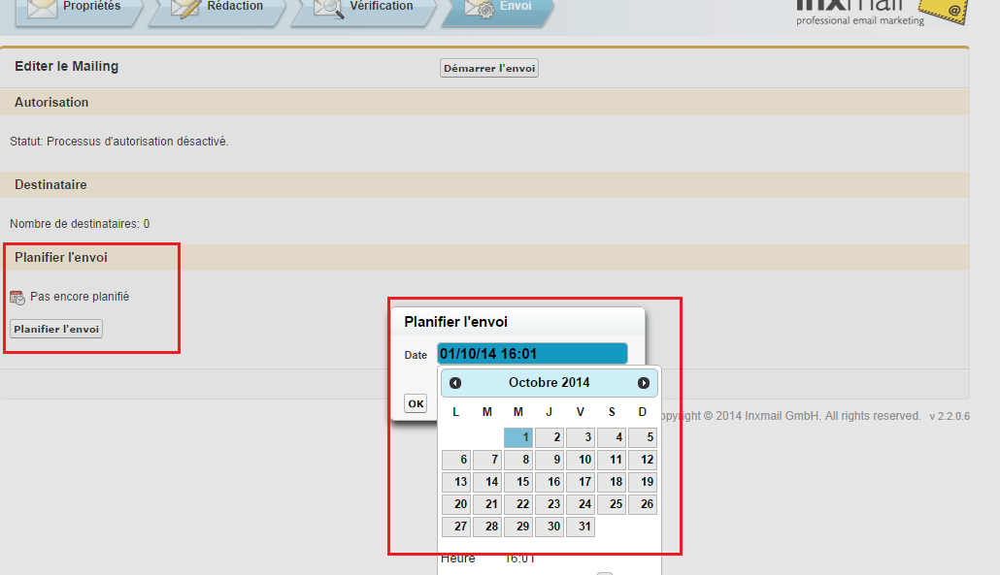 Propriétés
Rédaction
Vérification
Envoi
inxmail
professional email marketing
@
Editer le Mailing
Démarrer l'envoi
Autorisation
Statut: Processus d'autorisation désactivé.
Destinataire
Nombre de destinataires: 0
Planifier l'envoi
Pas encore planifié
Planifier l'envoi
Planifier l'envoi
Date 01/10/14 16:01
OK
Octobre 2014
L M M J V S D
1 2 3 4 5
6 7 8 9 10 11 12
13 14 15 16 17 18 19
20 21 22 23 24 25 26
27 28 29 30 31
Heure 16:01
opyright © 2014 Inxmail GmbH. All rights reserved. v 2.2.0.6